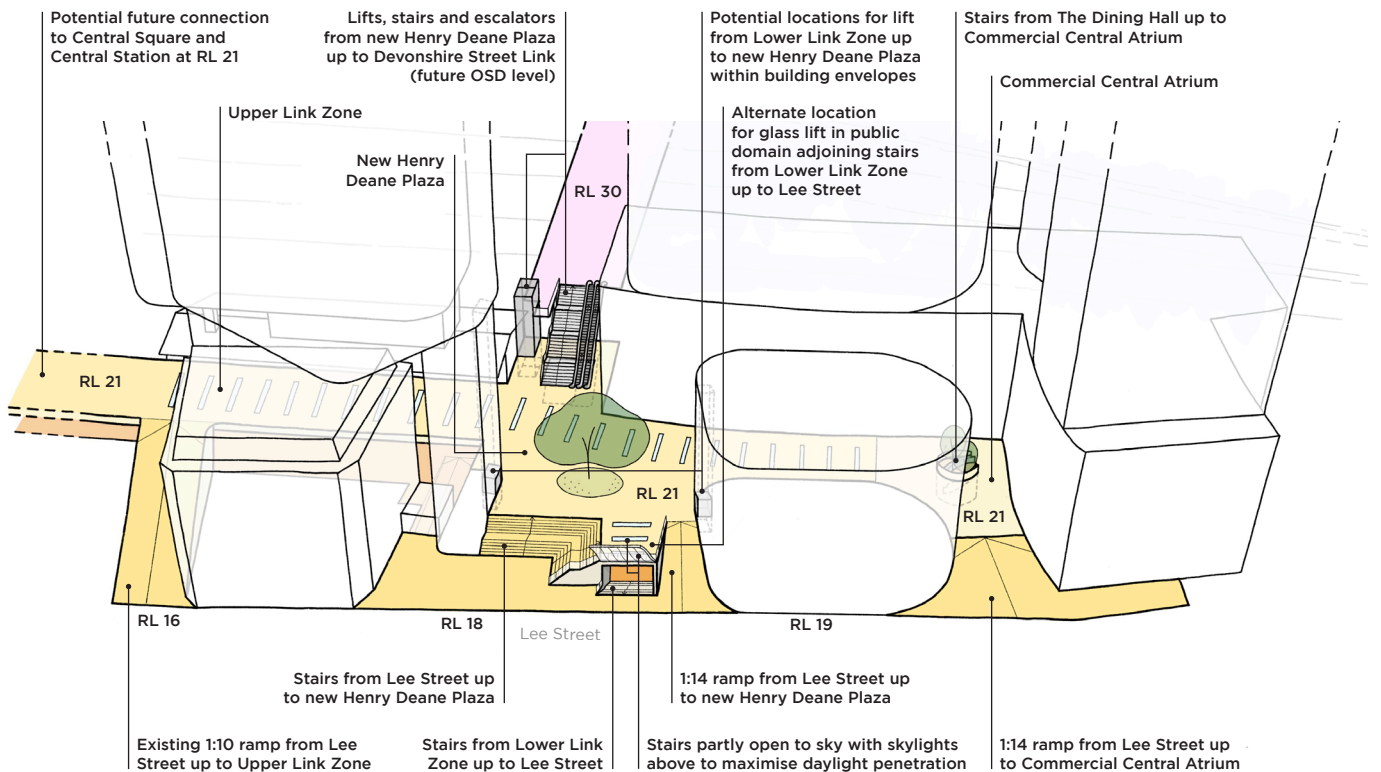 Potential future connection
to Central Square and
Central Station at RL 21
Lifts, stairs and escalators
from new Henry Deane Plaza
up to Devonshire Street Link
(future OSD level)
Potential locations for lift
from Lower Link Zone up
to new Henry Deane Plaza
within building envelopes
Stairs from The Dining Hall up to
Commercial Central Atrium
Commercial Central Atrium
Upper Link Zone
Alternate location
for glass lift in public
domain adjoining stairs
from Lower Link Zone
up to Lee Street
New Henry
Deane Plaza
RL 30
RL 21
RL 21
RL 21
RL 16
RL 18
Lee Street
RL 19
Stairs from Lee Street up
to new Henry Deane Plaza
1:14 ramp from Lee Street up
to new Henry Deane Plaza
Existing 1:10 ramp from Lee
Street up to Upper Link Zone
Stairs from Lower Link
Zone up to Lee Street
Stairs partly open to sky with skylights
above to maximise daylight penetration
1:14 ramp from Lee Street up
to Commercial Central Atrium